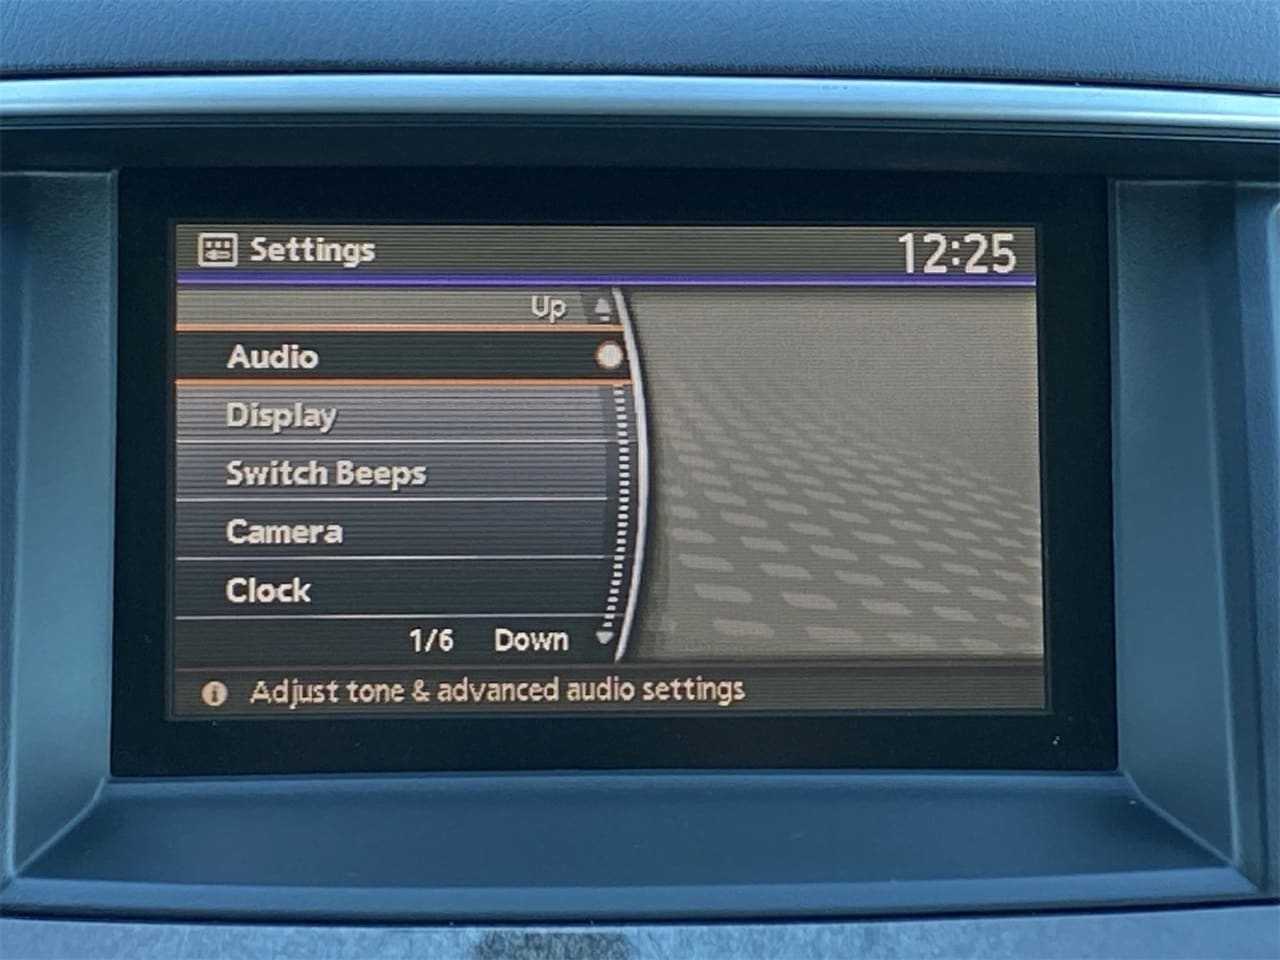 Settings 12:25
Up
Audio
Display
Switch Beeps
Camera
Clock
1/6 Down
Adjust tone & advanced audio settings